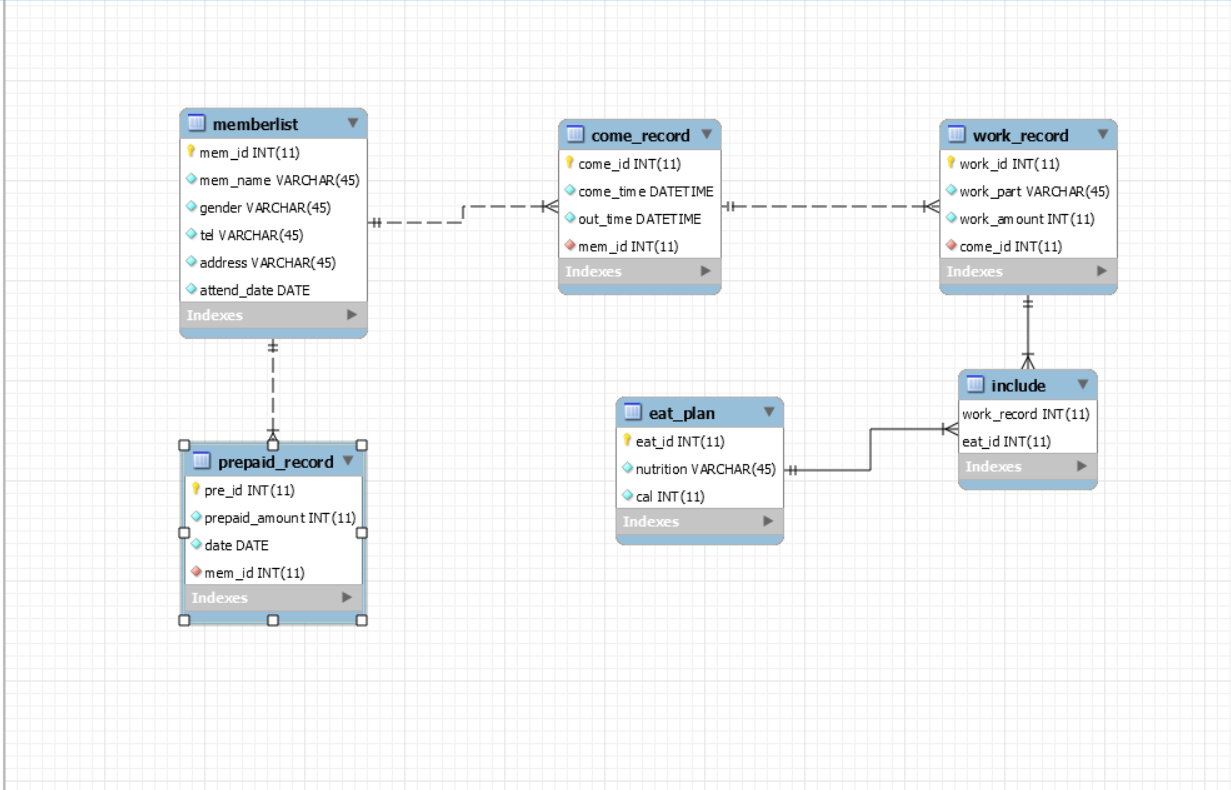 memberlist
mem_id INT(11)
mem_name VARCHAR(45)
gender VARCHAR(45)
tel VARCHAR(45)
address VARCHAR(45)
attend_date DATE
Indexes
come_record
come_id INT(11)
come_time DATETIME
out_time DATETIME
mem_id INT(11)
Indexes
work_record
work_id INT(11)
work_part VARCHAR(45)
work_amount INT(11)
come_id INT(11)
Indexes
prepaid_record
pre_id INT(11)
prepaid_amount INT(11)
date DATE
mem_id INT(11)
Indexes
eat_plan
eat_id INT(11)
nutrition VARCHAR(45)
cal INT(11)
Indexes
include
work_record INT(11)
eat_id INT(11)
Indexes